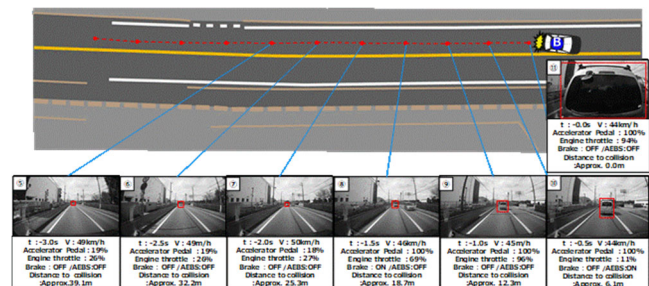 B
⑪
t : -0.0s V : 44km/h
Accelerator Pedal : 100%
Engine throttle : 94%
Brake : OFF /AEBS:OFF
Distance to collision
:Approx. 0.0m
⑤
t : -3.0s V : 49km/h
Accelerator Pedal : 19%
Engine throttle : 26%
Brake : OFF /AEBS:OFF
Distance to collision
:Approx.39.1m
⑥
t : -2.5s V : 49km/h
Accelerator Pedal : 19%
Engine throttle : 26%
Brake : OFF /AEBS:OFF
Distance to collision
:Approx. 32.2m
⑦
t : -2.0s V : 50km/h
Accelerator Pedal : 18%
Engine throttle : 27%
Brake : OFF /AEBS:OFF
Distance to collision
:Approx. 25.3m
⑧
t : -1.5s V : 46km/h
Accelerator Pedal : 100%
Engine throttle :69%
Brake : ON /AEBS:OFF
Distance to collision
:Approx. 18.7m
⑨
t : -1.0s V : 45km/h
Accelerator Pedal : 100%
Engine throttle : 96%
Brake : OFF /AEBS:OFF
Distance to collision
:Approx. 12.3m
⑩
t : -0.5s V :44km/h
Accelerator Pedal : 100%
Engine throttle : 11%
Brake : OFF /AEBS:ON
Distance to collision
:Approx. 6.1m